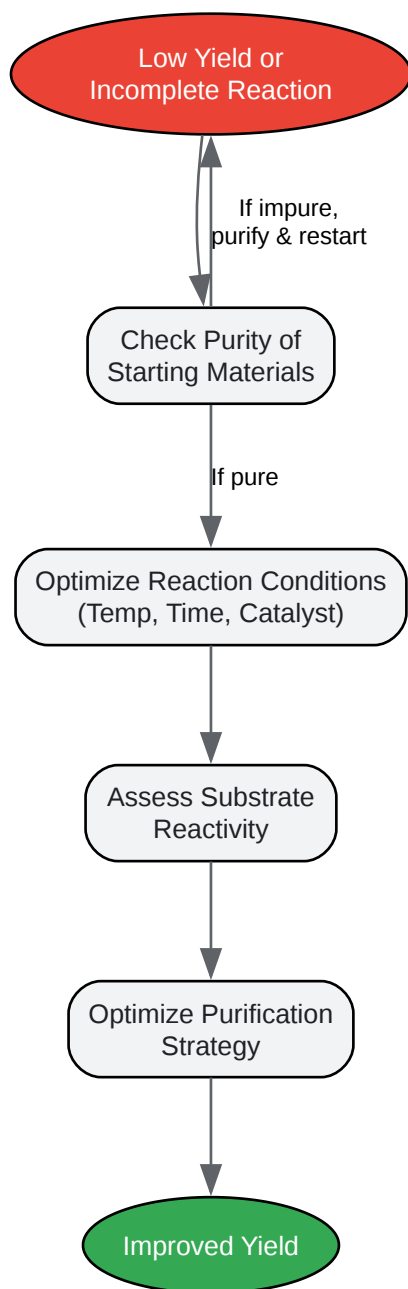 Low Yield or
Incomplete Reaction
If impure,
purify & restart
Check Purity of
Starting Materials
If pure
Optimize Reaction Conditions
(Temp, Time, Catalyst)
Assess Substrate
Reactivity
Optimize Purification
Strategy
Improved Yield